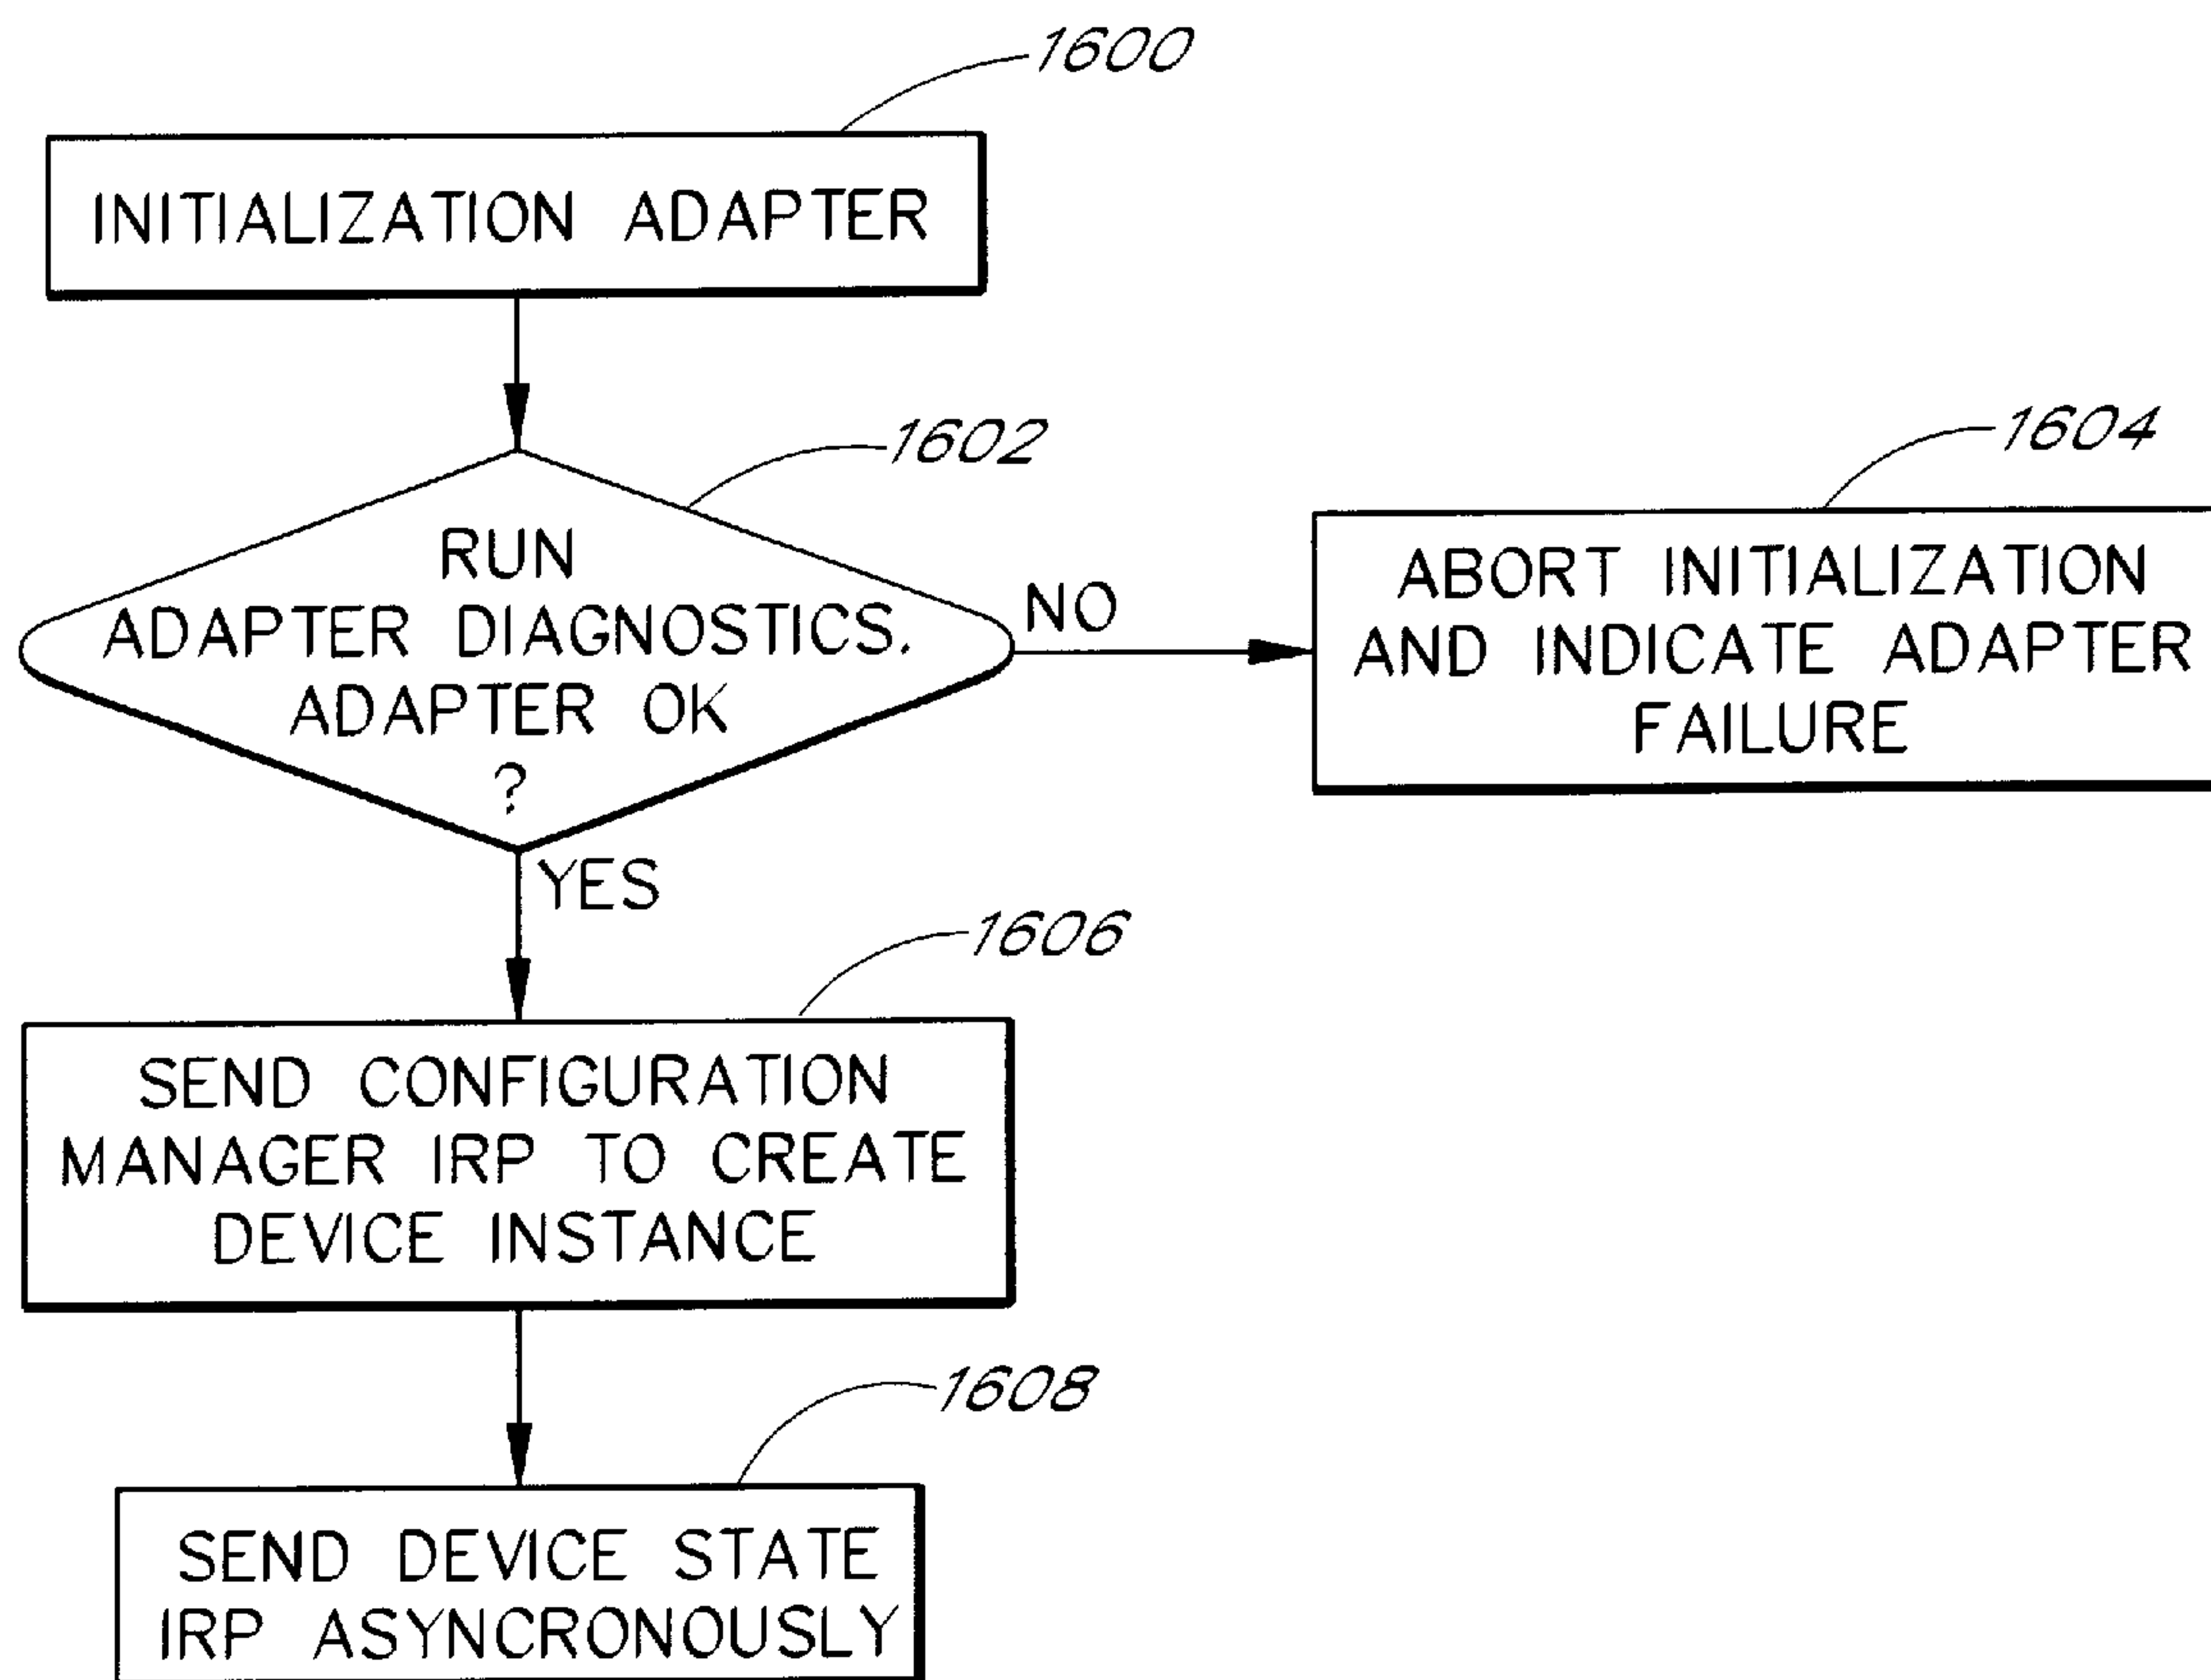 1600
INITIALIZATION ADAPTER
1602
RUN
ADAPTER DIAGNOSTICS.
ADAPTER OK
?
NO
1604
ABORT INITIALIZATION
AND INDICATE ADAPTER
FAILURE
YES
1606
SEND CONFIGURATION
MANAGER IRP TO CREATE
DEVICE INSTANCE
1608
SEND DEVICE STATE
IRP ASYNCRONOUSLY